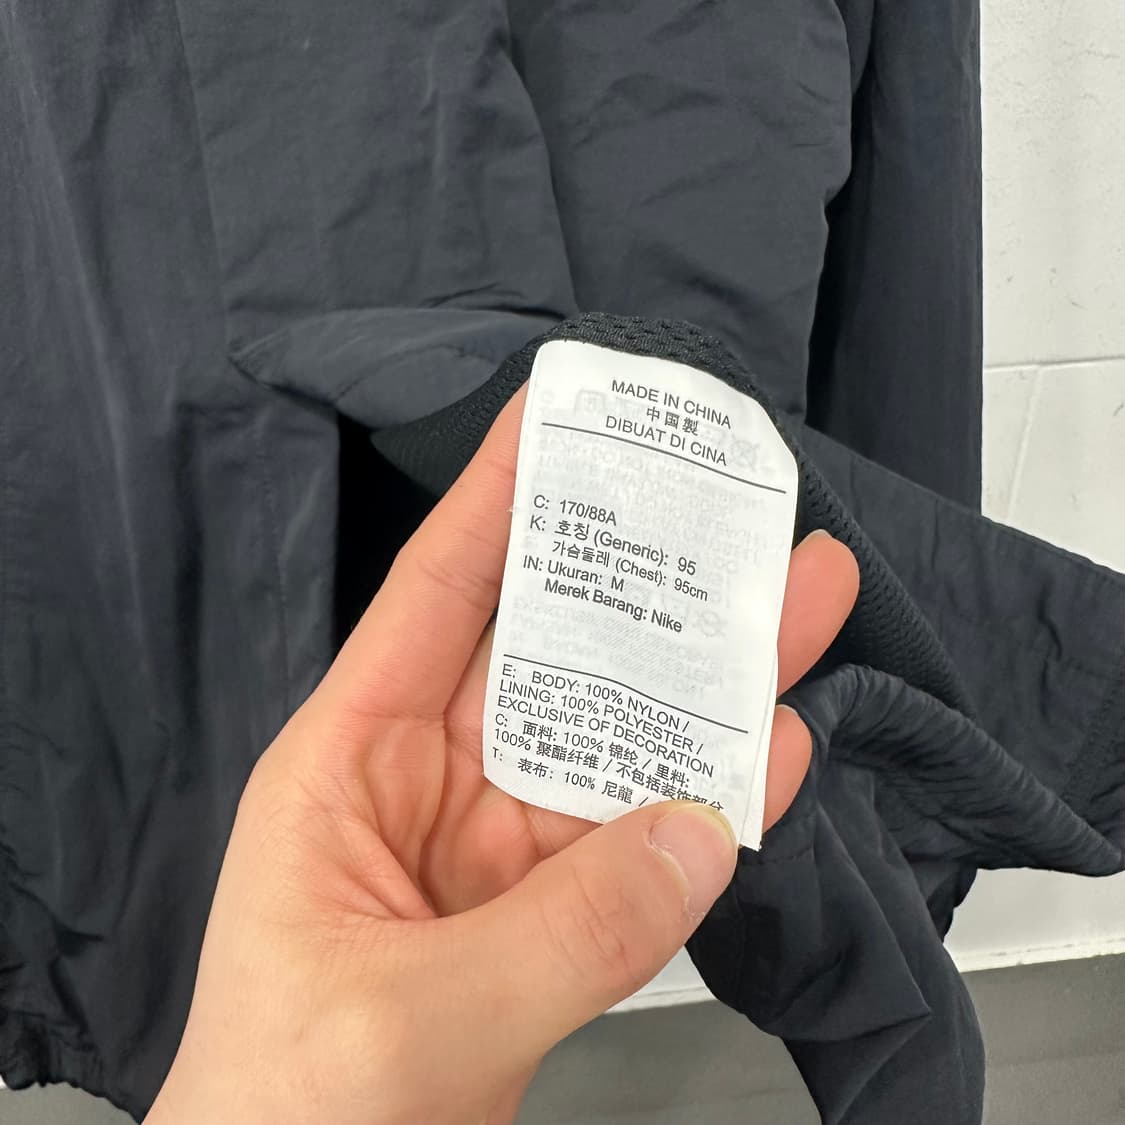 MADE IN CHINA
中国製
DIBUAT DI CINA
C: 170/88A
K: 호칭 (Generic): 95
가슴둘레 (Chest): 95cm
IN: Ukuran: M
Merek Barang: Nike
E: BODY: 100% NYLON /
LINING: 100% POLYESTER /
EXCLUSIVE OF DECORATION
C: 面料: 100% 锦纶 / 里料:
100% 聚酯纤维 / 不包括装饰部分
T: 表布: 100% 尼龍 /